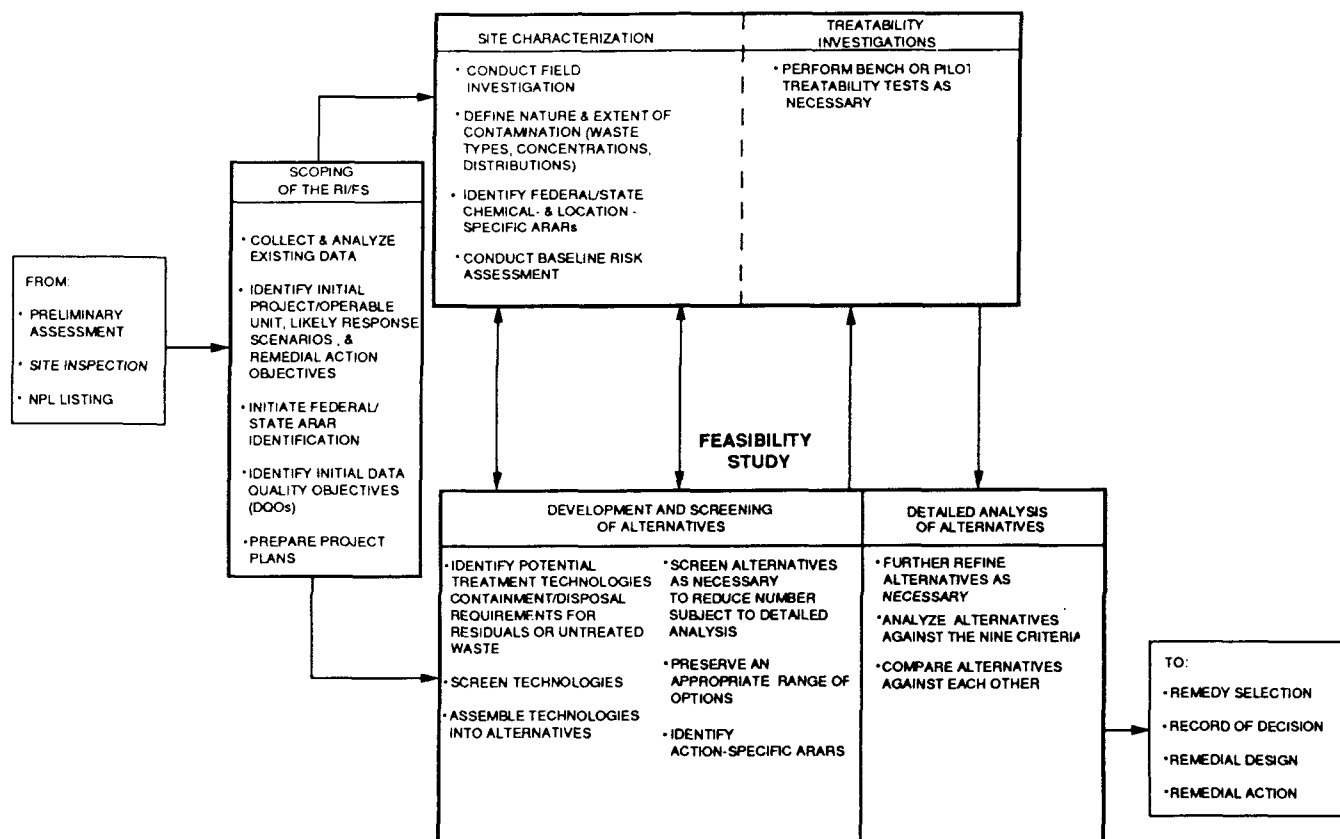 FROM:
• PRELIMINARY
ASSESSMENT
• SITE INSPECTION
• NPL LISTING
SCOPING
OF THE RI/FS
• COLLECT & ANALYZE
EXISTING DATA
• IDENTIFY INITIAL
PROJECT/OPERABLE
UNIT, LIKELY RESPONSE
SCENARIOS , &
REMEDIAL ACTION
OBJECTIVES
• INITIATE FEDERAL/
STATE ARAR
IDENTIFICATION
• IDENTIFY INITIAL DATA
QUALITY OBJECTIVES
(DQOs)
• PREPARE PROJECT
PLANS
SITE CHARACTERIZATION
• CONDUCT FIELD
INVESTIGATION
• DEFINE NATURE & EXTENT OF
CONTAMINATION (WASTE
TYPES, CONCENTRATIONS,
DISTRIBUTIONS)
• IDENTIFY FEDERAL/STATE
CHEMICAL- & LOCATION -
SPECIFIC ARARs
• CONDUCT BASELINE RISK
ASSESSMENT
TREATABILITY
INVESTIGATIONS
• PERFORM BENCH OR PILOT
TREATABILITY TESTS AS
NECESSARY
FEASIBILITY
STUDY
DEVELOPMENT AND SCREENING
OF ALTERNATIVES
• IDENTIFY POTENTIAL
TREATMENT TECHNOLOGIES
CONTAINMENT/DISPOSAL
REQUIREMENTS FOR
RESIDUALS OR UNTREATED
WASTE
• SCREEN TECHNOLOGIES
• ASSEMBLE TECHNOLOGIES
INTO ALTERNATIVES
• SCREEN ALTERNATIVES
AS NECESSARY
TO REDUCE NUMBER
SUBJECT TO DETAILED
ANALYSIS
• PRESERVE AN
APPROPRIATE RANGE OF
OPTIONS
• IDENTIFY
ACTION-SPECIFIC ARARS
DETAILED ANALYSIS
OF ALTERNATIVES
• FURTHER REFINE
ALTERNATIVES AS
NECESSARY
• ANALYZE ALTERNATIVES
AGAINST THE NINE CRITERIA
• COMPARE ALTERNATIVES
AGAINST EACH OTHER
TO:
• REMEDY SELECTION
• RECORD OF DECISION
• REMEDIAL DESIGN
• REMEDIAL ACTION